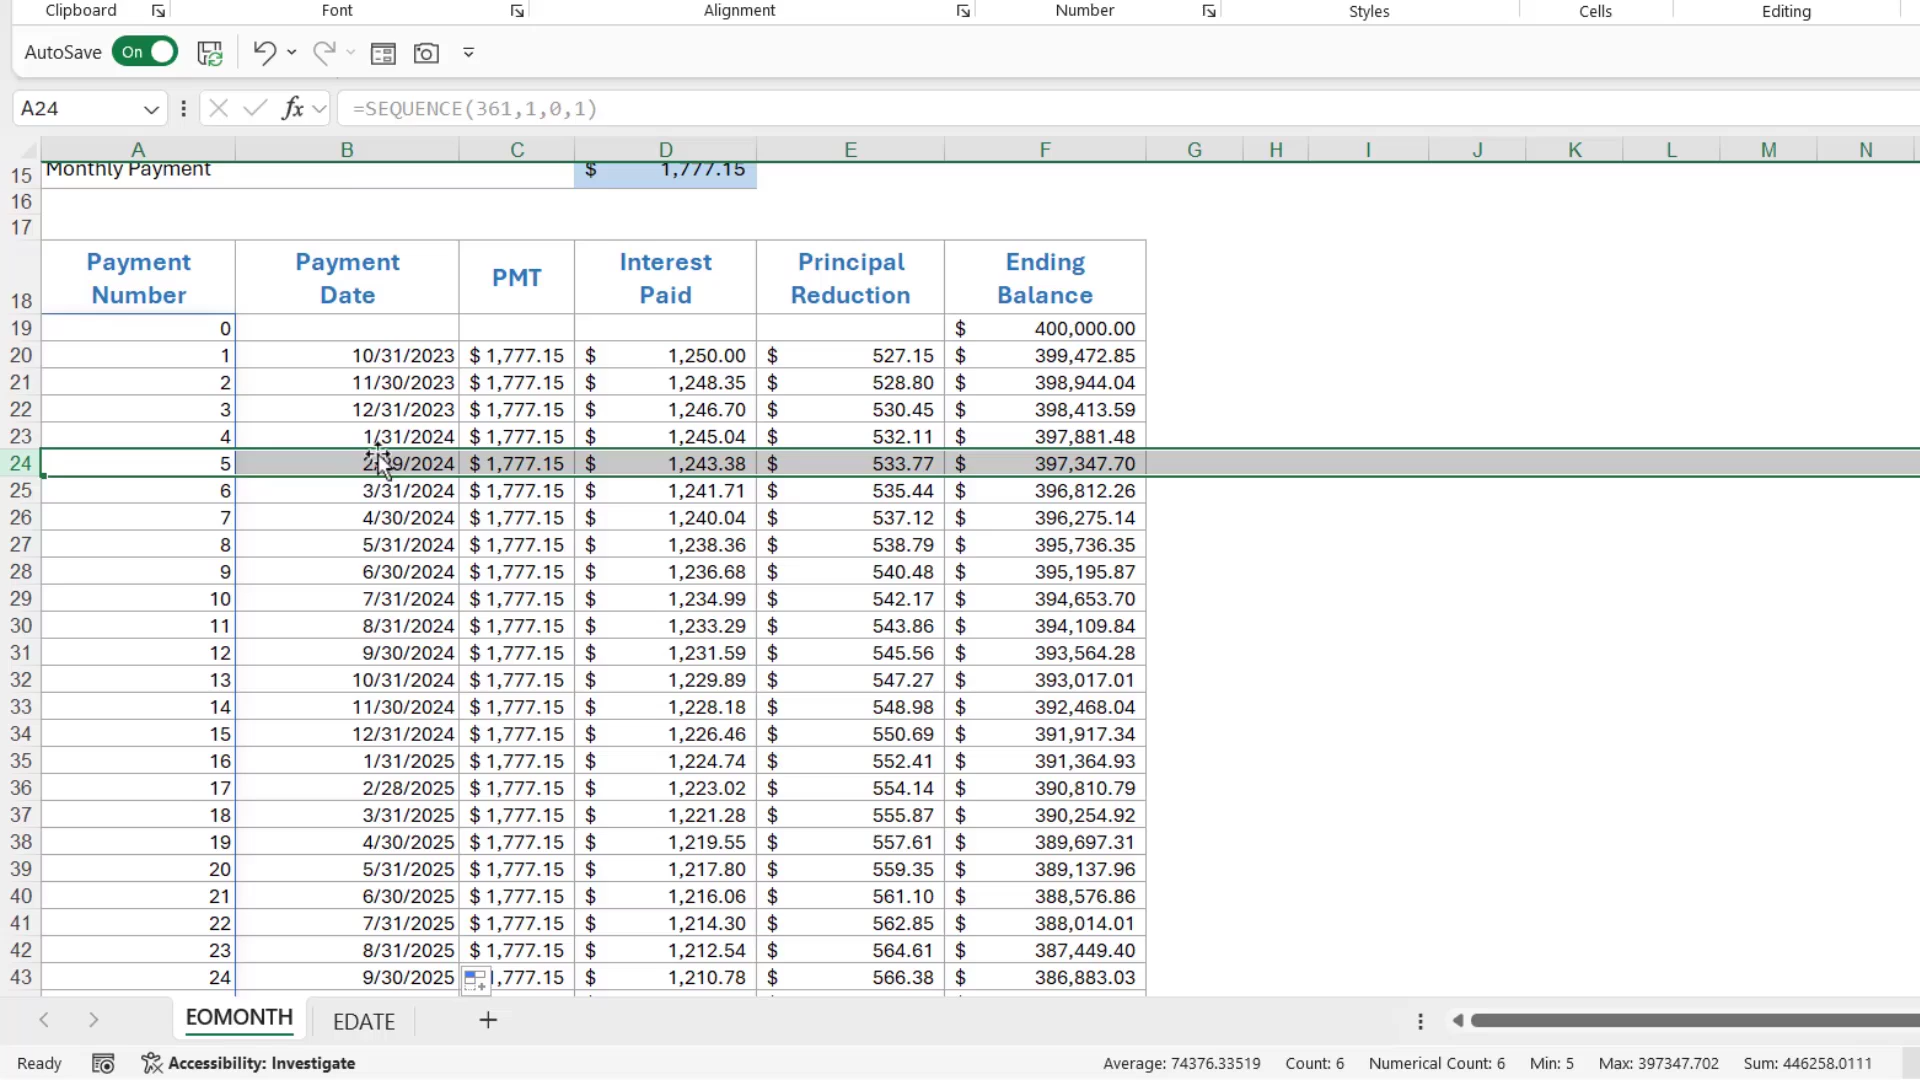 Clipboard Font Alignment Number Styles Cells Editing
AutoSave On
A24 fx =SEQUENCE(361,1,0,1)
A B C D E F G H I J K L M N
15 Monthly Payment $ 1,777.15
16
17
18 Payment Number Payment Date PMT Interest Paid Principal Reduction Ending Balance
19 0 $ 400,000.00
20 1 10/31/2023 $ 1,777.15 $ 1,250.00 $ 527.15 $ 399,472.85
21 2 11/30/2023 $ 1,777.15 $ 1,248.35 $ 528.80 $ 398,944.04
22 3 12/31/2023 $ 1,777.15 $ 1,246.70 $ 530.45 $ 398,413.59
23 4 1/31/2024 $ 1,777.15 $ 1,245.04 $ 532.11 $ 397,881.48
24 5 2/29/2024 $ 1,777.15 $ 1,243.38 $ 533.77 $ 397,347.70
25 6 3/31/2024 $ 1,777.15 $ 1,241.71 $ 535.44 $ 396,812.26
26 7 4/30/2024 $ 1,777.15 $ 1,240.04 $ 537.12 $ 396,275.14
27 8 5/31/2024 $ 1,777.15 $ 1,238.36 $ 538.79 $ 395,736.35
28 9 6/30/2024 $ 1,777.15 $ 1,236.68 $ 540.48 $ 395,195.87
29 10 7/31/2024 $ 1,777.15 $ 1,234.99 $ 542.17 $ 394,653.70
30 11 8/31/2024 $ 1,777.15 $ 1,233.29 $ 543.86 $ 394,109.84
31 12 9/30/2024 $ 1,777.15 $ 1,231.59 $ 545.56 $ 393,564.28
32 13 10/31/2024 $ 1,777.15 $ 1,229.89 $ 547.27 $ 393,017.01
33 14 11/30/2024 $ 1,777.15 $ 1,228.18 $ 548.98 $ 392,468.04
34 15 12/31/2024 $ 1,777.15 $ 1,226.46 $ 550.69 $ 391,917.34
35 16 1/31/2025 $ 1,777.15 $ 1,224.74 $ 552.41 $ 391,364.93
36 17 2/28/2025 $ 1,777.15 $ 1,223.02 $ 554.14 $ 390,810.79
37 18 3/31/2025 $ 1,777.15 $ 1,221.28 $ 555.87 $ 390,254.92
38 19 4/30/2025 $ 1,777.15 $ 1,219.55 $ 557.61 $ 389,697.31
39 20 5/31/2025 $ 1,777.15 $ 1,217.80 $ 559.35 $ 389,137.96
40 21 6/30/2025 $ 1,777.15 $ 1,216.06 $ 561.10 $ 388,576.86
41 22 7/31/2025 $ 1,777.15 $ 1,214.30 $ 562.85 $ 388,014.01
42 23 8/31/2025 $ 1,777.15 $ 1,212.54 $ 564.61 $ 387,449.40
43 24 9/30/2025 1,777.15 $ 1,210.78 $ 566.38 $ 386,883.03
EOMONTH EDATE
Ready Accessibility: Investigate Average: 74376.33519 Count: 6 Numerical Count: 6 Min: 5 Max: 397347.702 Sum: 446258.0111